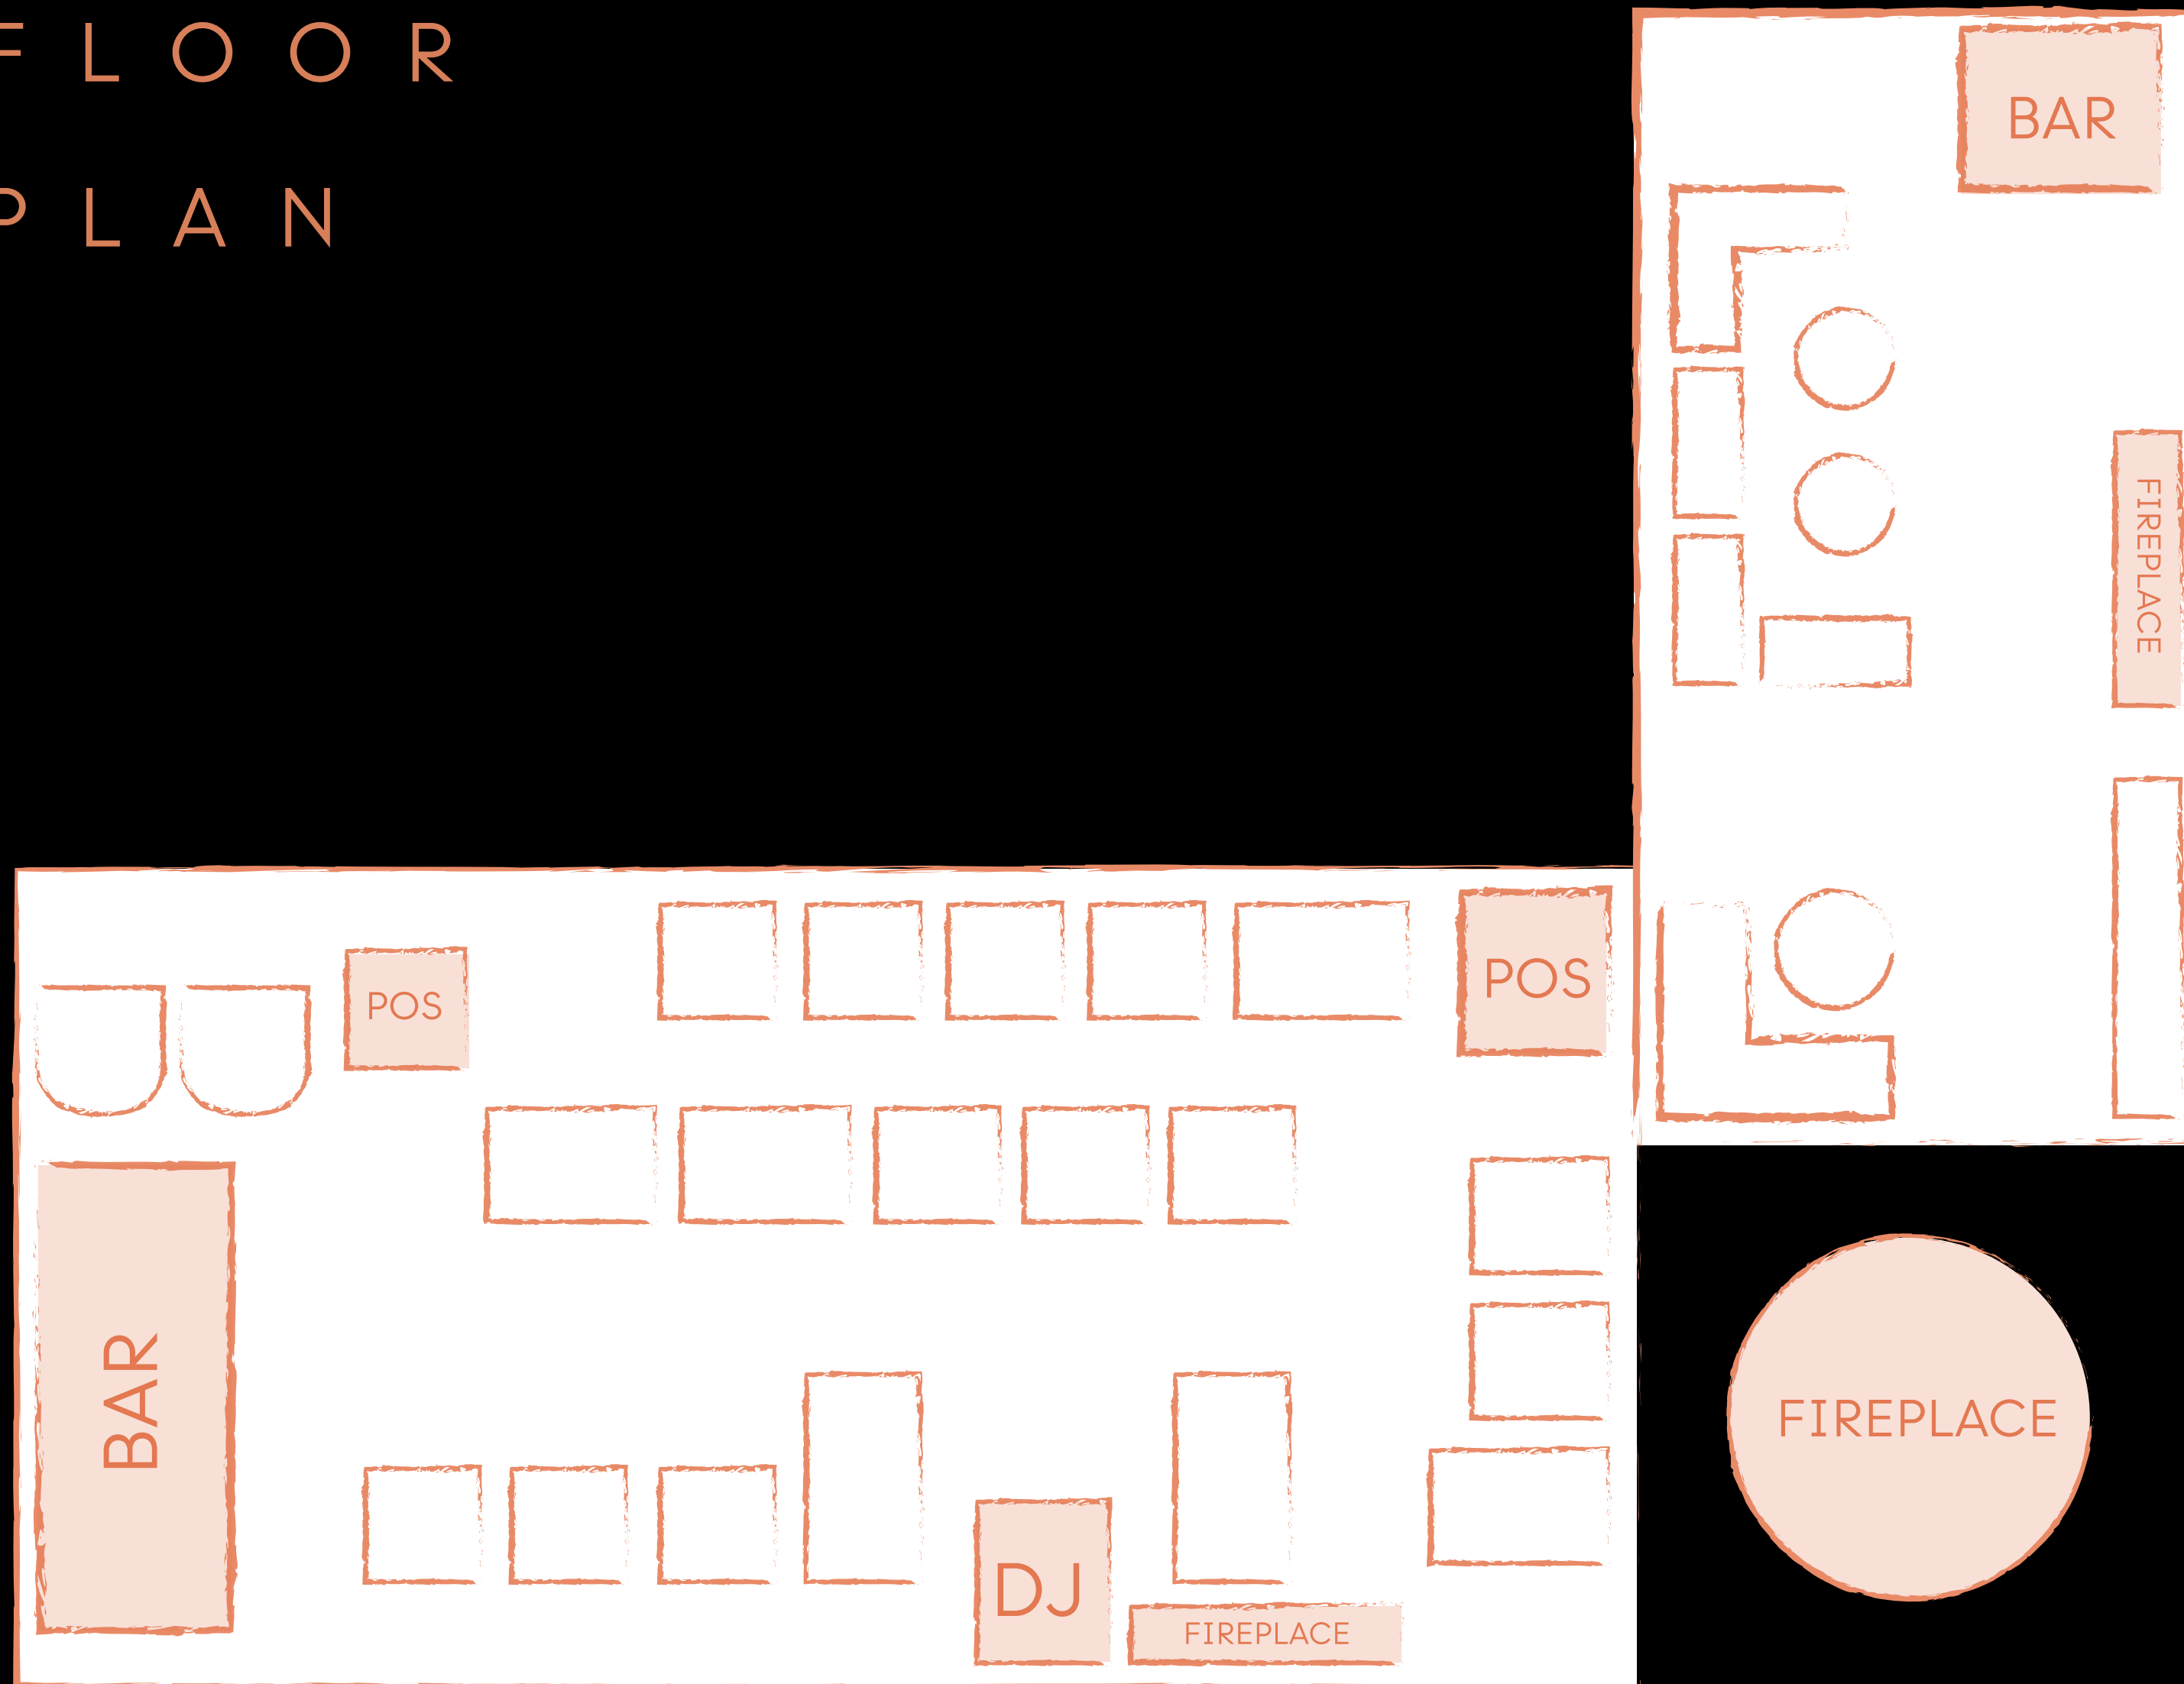 FLOOR
PLAN
BAR
FIREPLACE
POS
POS
BAR
FIREPLACE
DJ
FIREPLACE